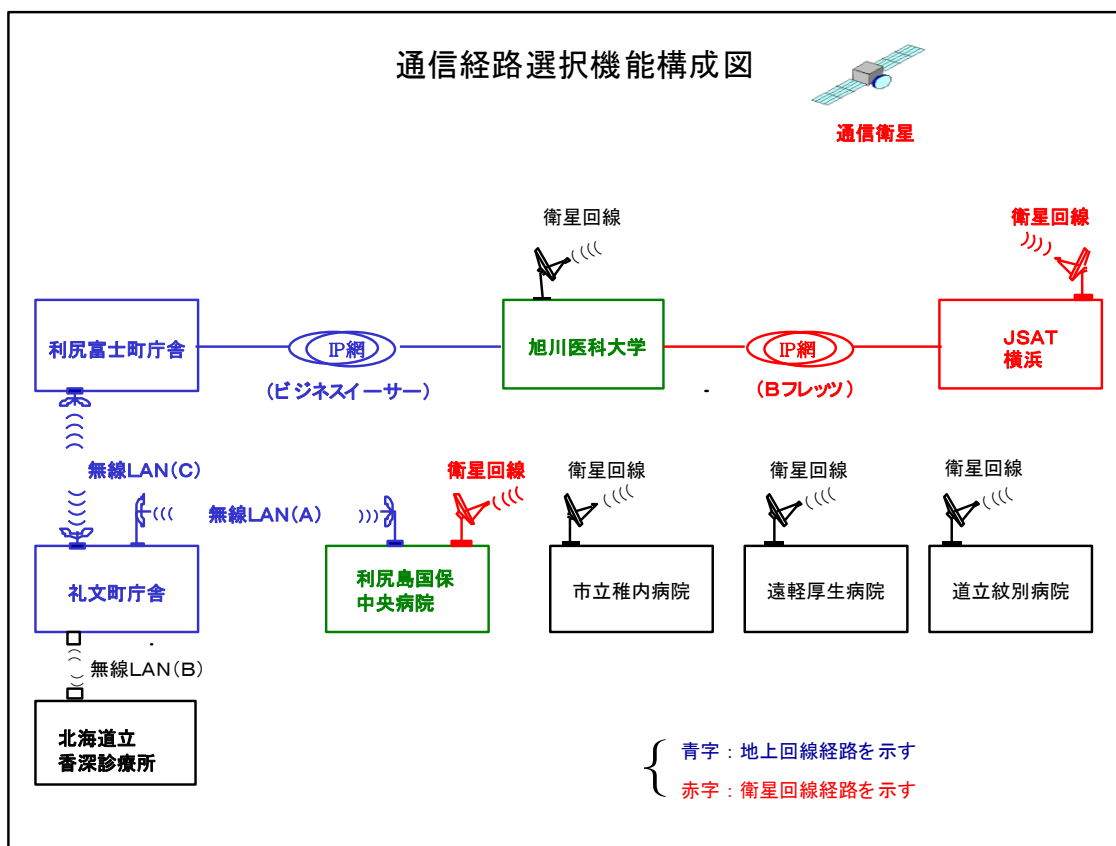 通信経路選択機能構成図
通信衛星
衛星回線
衛星回線
利尻富士町庁舎
IP網
(ビジネスイーサー)
旭川医科大学
IP網
(Bフレッツ)
JSAT
横浜
無線LAN(C)
無線LAN(A)
衛星回線
衛星回線
衛星回線
衛星回線
礼文町庁舎
利尻島国保
中央病院
市立稚内病院
遠軽厚生病院
道立紋別病院
無線LAN(B)
北海道立
香深診療所
青字：地上回線経路を示す
赤字：衛星回線経路を示す